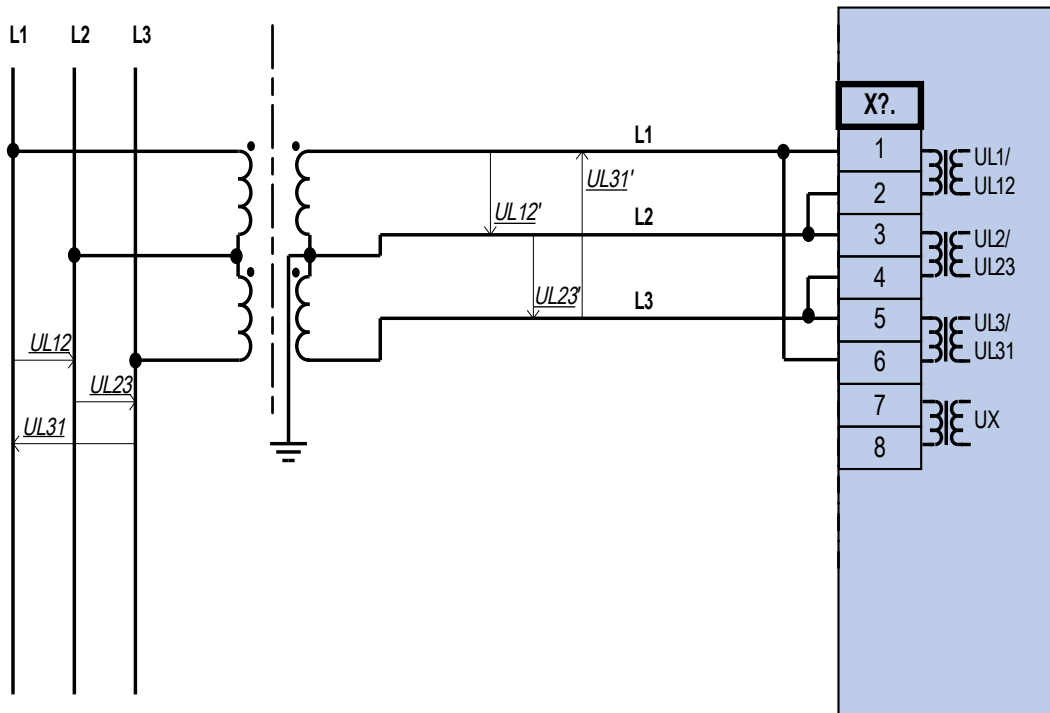 L1 L2 L3
X?.
L1
1
UL1/
UL12
UL31'
2
UL12'
L2
3
UL2/
UL23
4
UL23'
L3
5
UL3/
UL31
UL12
6
UL23
7
UX
UL31
8